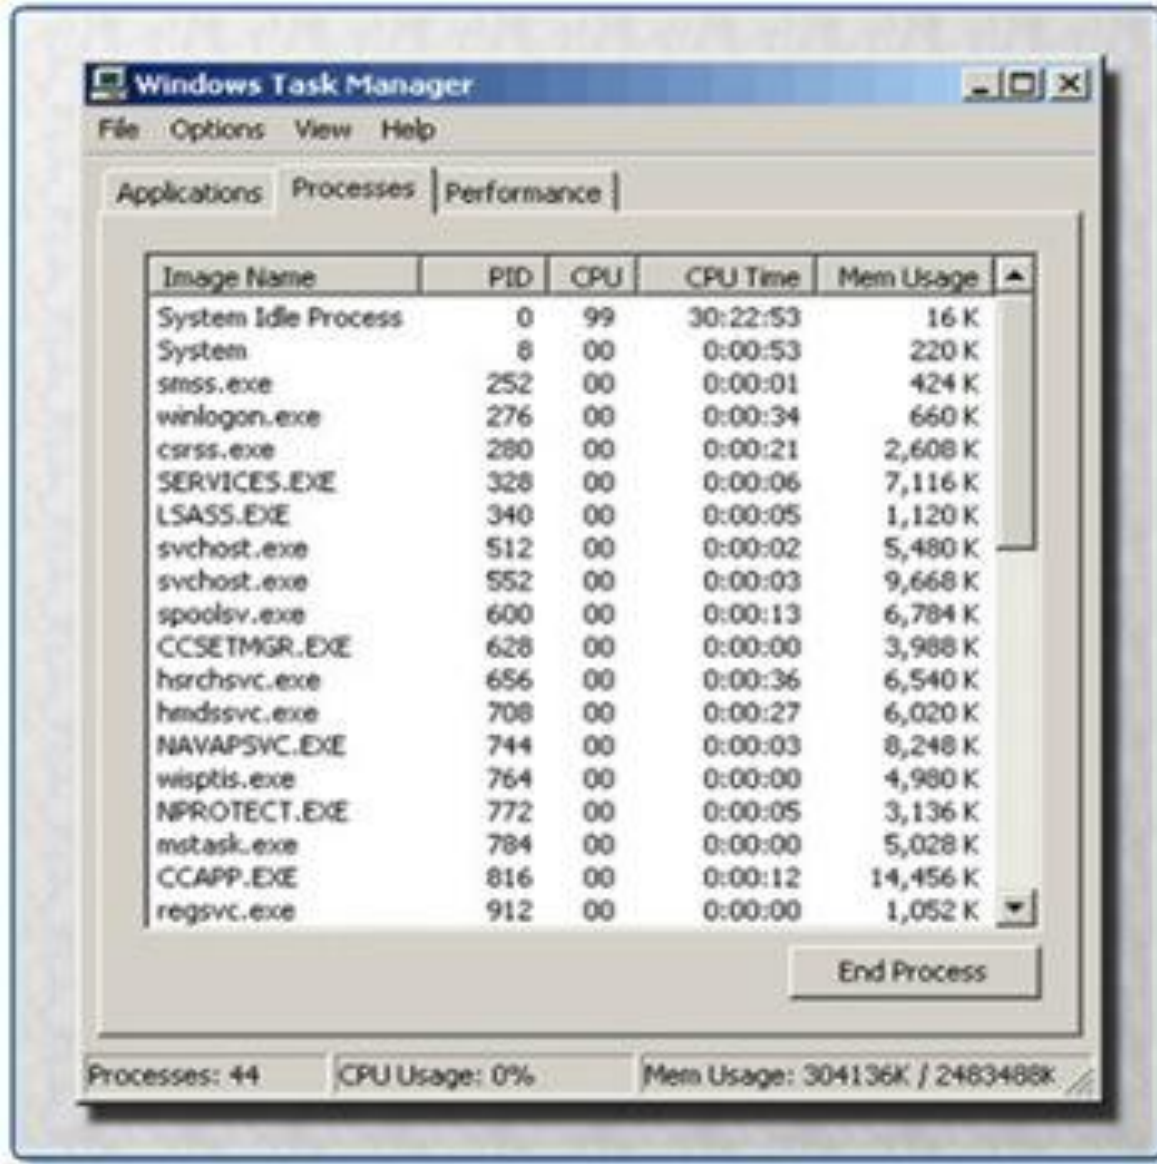 Windows Task Manager
File Options View Help
Applications Processes Performance
Image Name PID CPU CPU Time Mem Usage
System Idle Process 0 99 30:22:53 16 K
System 8 00 0:00:53 220 K
smss.exe 252 00 0:00:01 424 K
winlogon.exe 276 00 0:00:34 660 K
csrss.exe 280 00 0:00:21 2,608 K
SERVICES.EXE 328 00 0:00:06 7,116 K
LSASS.EXE 340 00 0:00:05 1,120 K
svchost.exe 512 00 0:00:02 5,480 K
svchost.exe 552 00 0:00:03 9,668 K
spoolsv.exe 600 00 0:00:13 6,784 K
CCSETMGR.EXE 628 00 0:00:00 3,988 K
hsrchsvc.exe 656 00 0:00:36 6,540 K
hmdssvc.exe 708 00 0:00:27 6,020 K
NAVAPSVC.EXE 744 00 0:00:03 8,248 K
wisptis.exe 764 00 0:00:00 4,980 K
NPROTECT.EXE 772 00 0:00:05 3,136 K
mstask.exe 784 00 0:00:00 5,028 K
CCAPP.EXE 816 00 0:00:12 14,456 K
regsvc.exe 912 00 0:00:00 1,052 K
End Process
Processes: 44 CPU Usage: 0% Mem Usage: 304136K / 2483488K